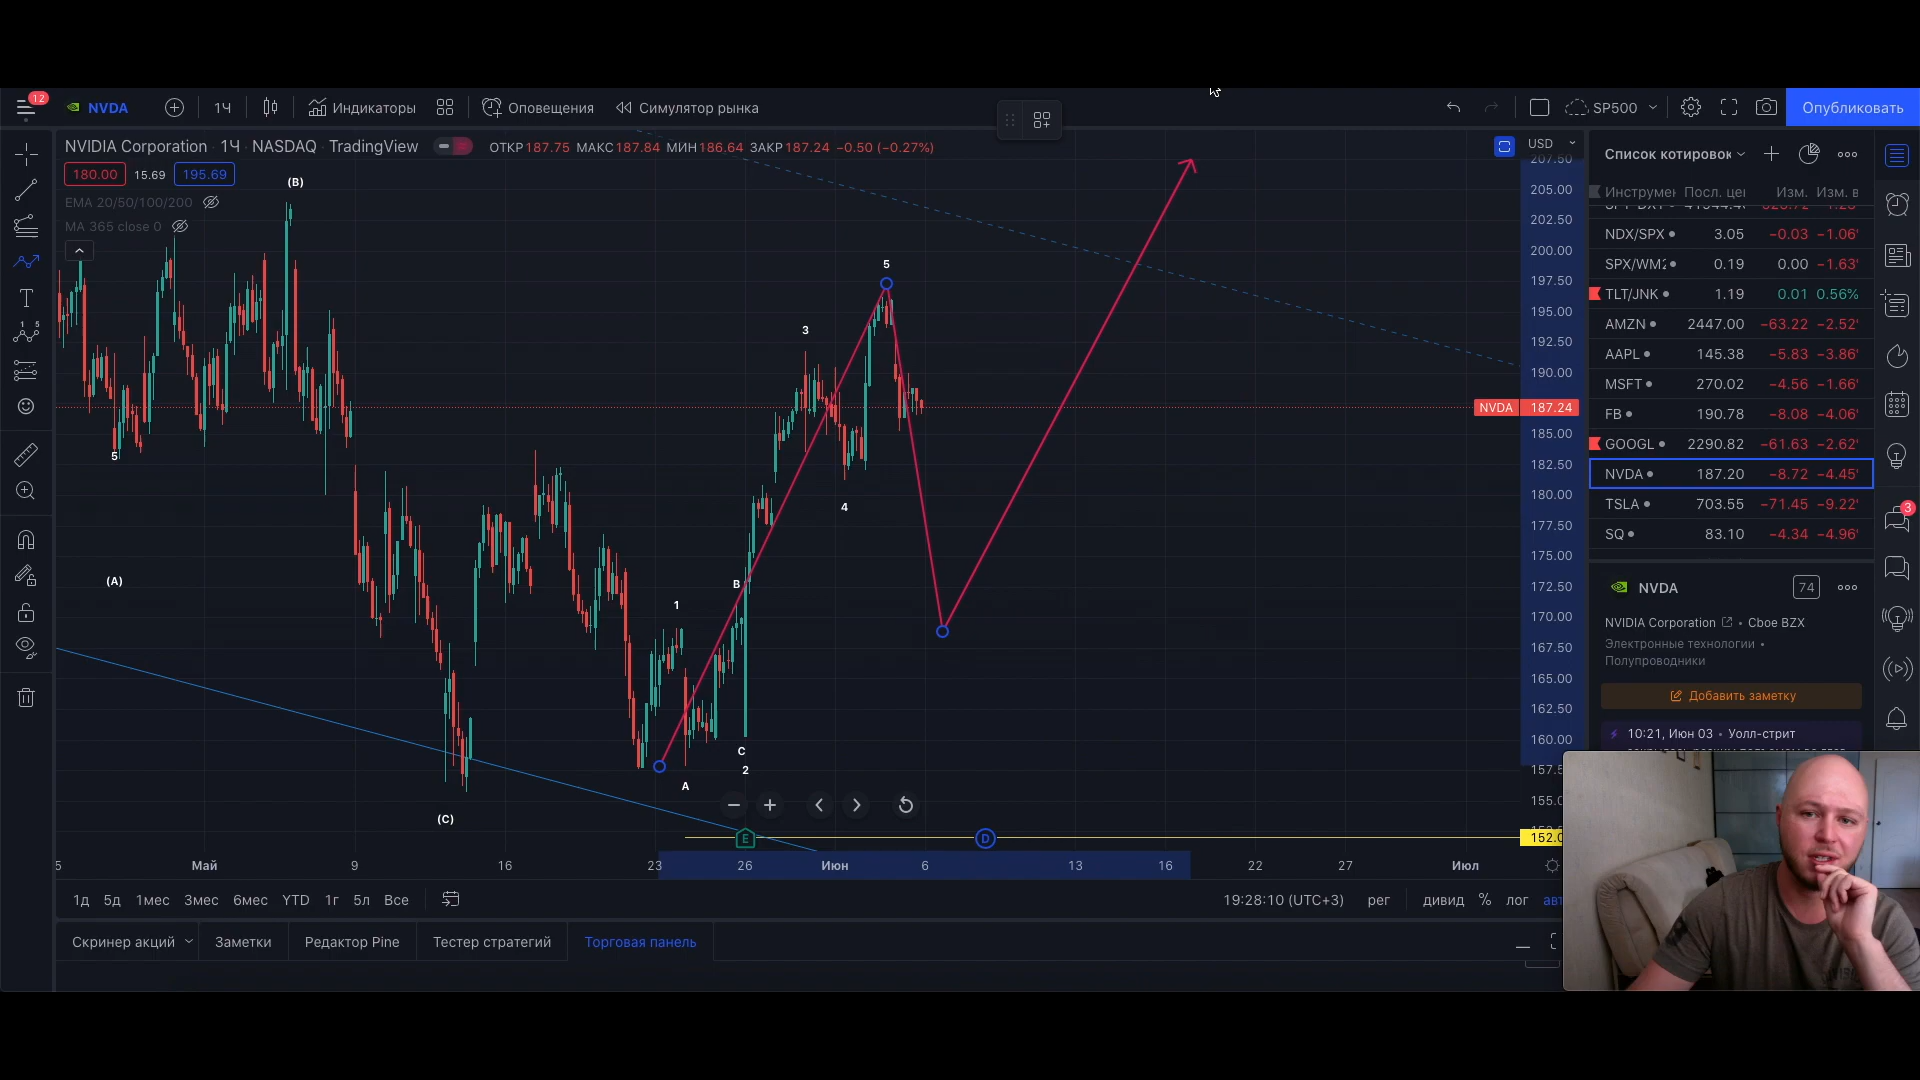 12
NVDA
1Ч
Индикаторы
Оповещения
Симулятор рынка
SP500
Опубликовать
NVIDIA Corporation · 1Ч · NASDAQ · TradingView
ОТКР187.75 МАКС187.84 МИН186.64 ЗАКР187.24 −0.50 (−0.27%)
180.00 15.69 195.69
EMA 20/50/100/200
MA 365 close 0
USD
207.50
205.00
202.50
200.00
197.50
195.00
192.50
190.00
NVDA 187.24
185.00
182.50
180.00
177.50
175.00
172.50
170.00
167.50
165.00
162.50
160.00
157.5
155.0
152.0
(B)
5
3
5
4
(A)
B
1
C
2
A
(C)
E
D
5 Май 9 16 23 26 Июн 6 13 16 22 27 Июл
1д 5д 1мес 3мес 6мес YTD 1г 5л Все
19:28:10 (UTC+3) рег дивид % лог авт
Скринер акций Заметки Редактор Pine Тестер стратегий Торговая панель
Список котировок
Инструмен Посл. це Изм. Изм. в
NDX/SPX 3.05 −0.03 −1.06
SPX/WM2 0.19 0.00 −1.63
TLT/JNK 1.19 0.01 0.56%
AMZN 2447.00 −63.22 −2.52
AAPL 145.38 −5.83 −3.86
MSFT 270.02 −4.56 −1.66
FB 190.78 −8.08 −4.06
GOOGL 2290.82 −61.63 −2.62
NVDA 187.20 −8.72 −4.45
TSLA 703.55 −71.45 −9.22
SQ 83.10 −4.34 −4.96
3
NVDA 74
NVIDIA Corporation • Cboe BZX
Электронные технологии •
Полупроводники
Добавить заметку
10:21, Июн 03 • Уолл-стрит